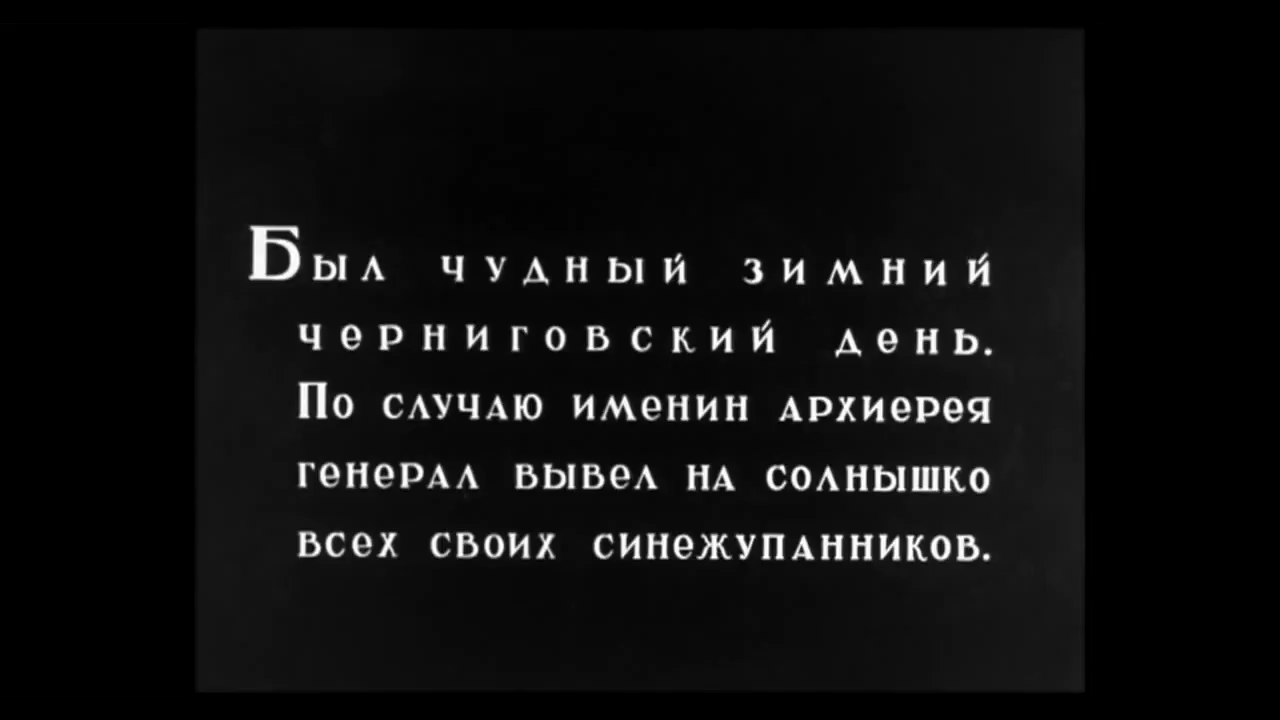 Был чудный зимний
черниговский день.
По случаю именин архиерея
генерал вывел на солнышко
всех своих синежупанников.